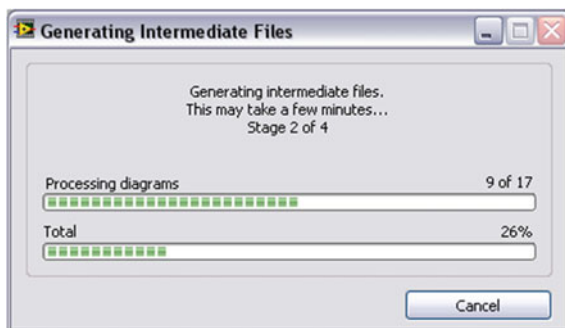 Generating Intermediate Files
Generating intermediate files.
This may take a few minutes...
Stage 2 of 4
Processing diagrams 9 of 17
Total 26%
Cancel